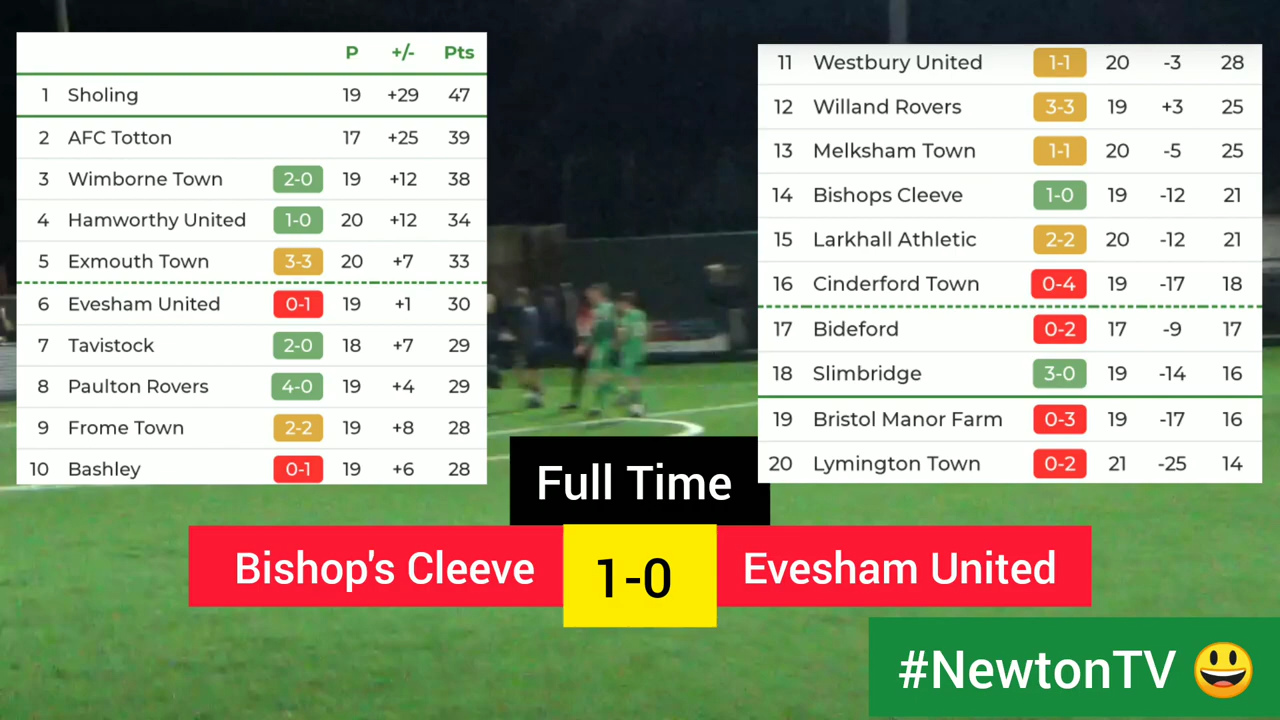 P +/- Pts
1 Sholing 19 +29 47
2 AFC Totton 17 +25 39
3 Wimborne Town 2-0 19 +12 38
4 Hamworthy United 1-0 20 +12 34
5 Exmouth Town 3-3 20 +7 33
6 Evesham United 0-1 19 +1 30
7 Tavistock 2-0 18 +7 29
8 Paulton Rovers 4-0 19 +4 29
9 Frome Town 2-2 19 +8 28
10 Bashley 0-1 19 +6 28
11 Westbury United 1-1 20 -3 28
12 Willand Rovers 3-3 19 +3 25
13 Melksham Town 1-1 20 -5 25
14 Bishops Cleeve 1-0 19 -12 21
15 Larkhall Athletic 2-2 20 -12 21
16 Cinderford Town 0-4 19 -17 18
17 Bideford 0-2 17 -9 17
18 Slimbridge 3-0 19 -14 16
19 Bristol Manor Farm 0-3 19 -17 16
20 Lymington Town 0-2 21 -25 14
Full Time
Bishop's Cleeve 1-0 Evesham United
#NewtonTV 😃